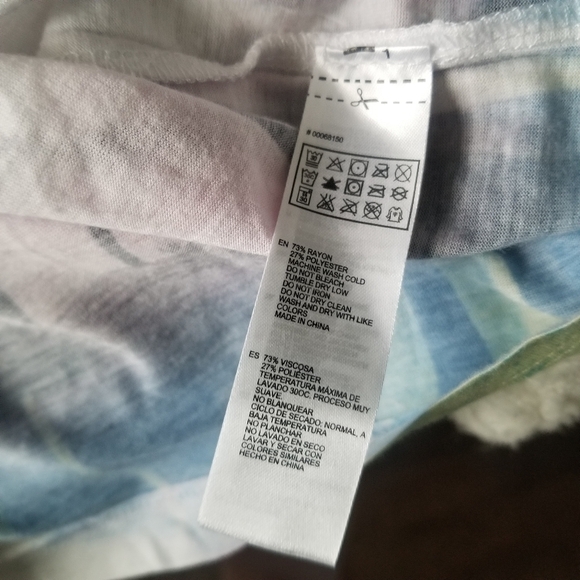 # 00068150
EN 73% RAYON
27% POLYESTER
MACHINE WASH COLD
DO NOT BLEACH
TUMBLE DRY LOW
DO NOT IRON
DO NOT DRY CLEAN
WASH AND DRY WITH LIKE
COLORS
MADE IN CHINA
ES 73% VISCOSA
27% POLIÉSTER
TEMPERATURA MÁXIMA DE
LAVADO 30OC. PROCESO MUY
SUAVE.
NO BLANQUEAR
CICLO DE SECADO: NORMAL, A
BAJA TEMPERATURA
NO PLANCHAR
NO LAVADO EN SECO
LAVAR Y SECAR CON
COLORES SIMILARES
HECHO EN CHINA